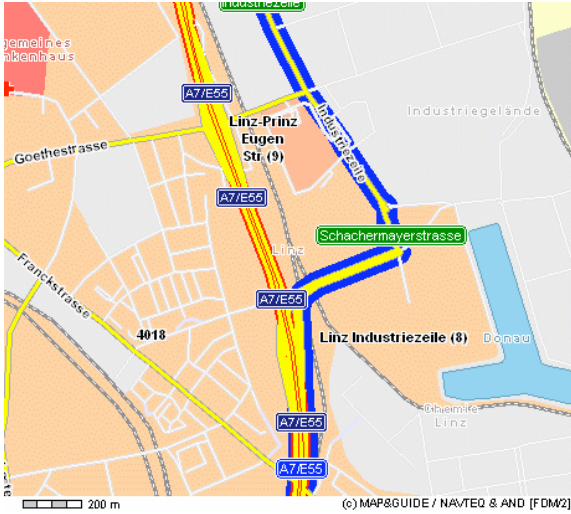 Industriezeile
gemeines
nkenhaus
A7/E55
Linz-Prinz
Eugen
Str. (9)
Industriezeile
Industriegelände
Goethestrasse
A7/E55
Schachermayerstrasse
Linz
Franckstrasse
A7/E55
4018
Linz Industriezeile (8)
Donau
Chemie
Linz
A7/E55
A7/E55
200 m
(c) MAP&GUIDE / NAVTEQ & AND [FDM/2]